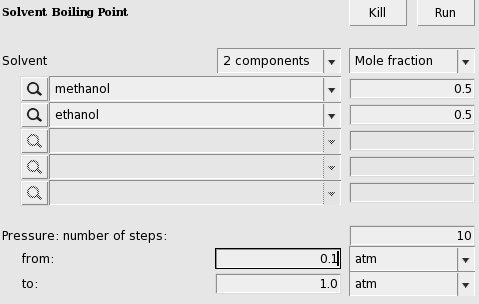 Solvent Boiling Point Kill Run
Solvent 2 components Mole fraction
methanol 0.5
ethanol 0.5
Pressure: number of steps: 10
from: 0.1 atm
to: 1.0 atm